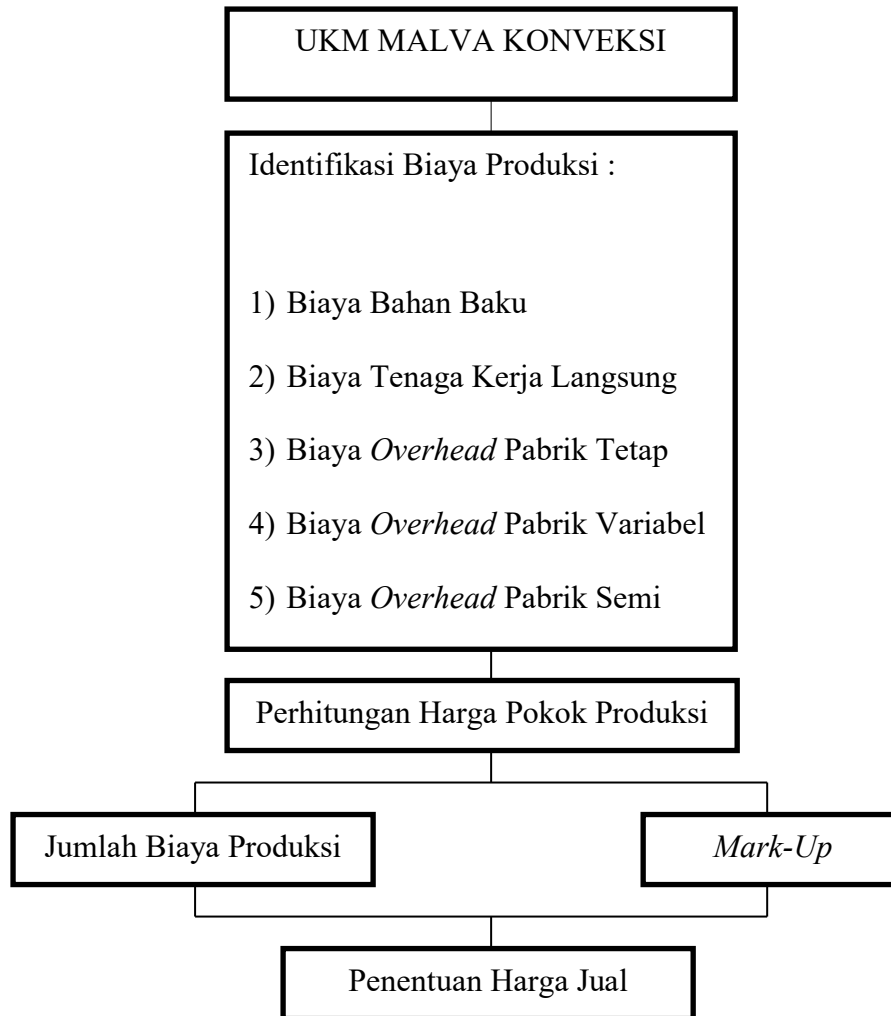 UKM MALVA KONVEKSI
Identifikasi Biaya Produksi :
1) Biaya Bahan Baku
2) Biaya Tenaga Kerja Langsung
3) Biaya Overhead Pabrik Tetap
4) Biaya Overhead Pabrik Variabel
5) Biaya Overhead Pabrik Semi
Perhitungan Harga Pokok Produksi
Jumlah Biaya Produksi
Mark-Up
Penentuan Harga Jual